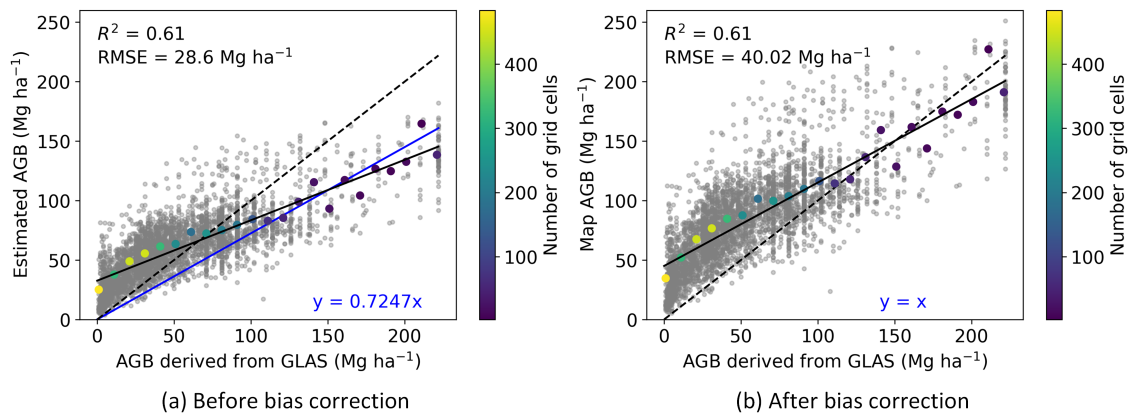 R² = 0.61
RMSE = 28.6 Mg ha⁻¹
y = 0.7247x
Estimated AGB (Mg ha⁻¹)
250
200
150
100
50
0
0 50 100 150 200
AGB derived from GLAS (Mg ha⁻¹)
400
300
200
100
Number of grid cells
(a) Before bias correction
R² = 0.61
RMSE = 40.02 Mg ha⁻¹
y = x
Map AGB (Mg ha⁻¹)
250
200
150
100
50
0
0 50 100 150 200
AGB derived from GLAS (Mg ha⁻¹)
400
300
200
100
Number of grid cells
(b) After bias correction